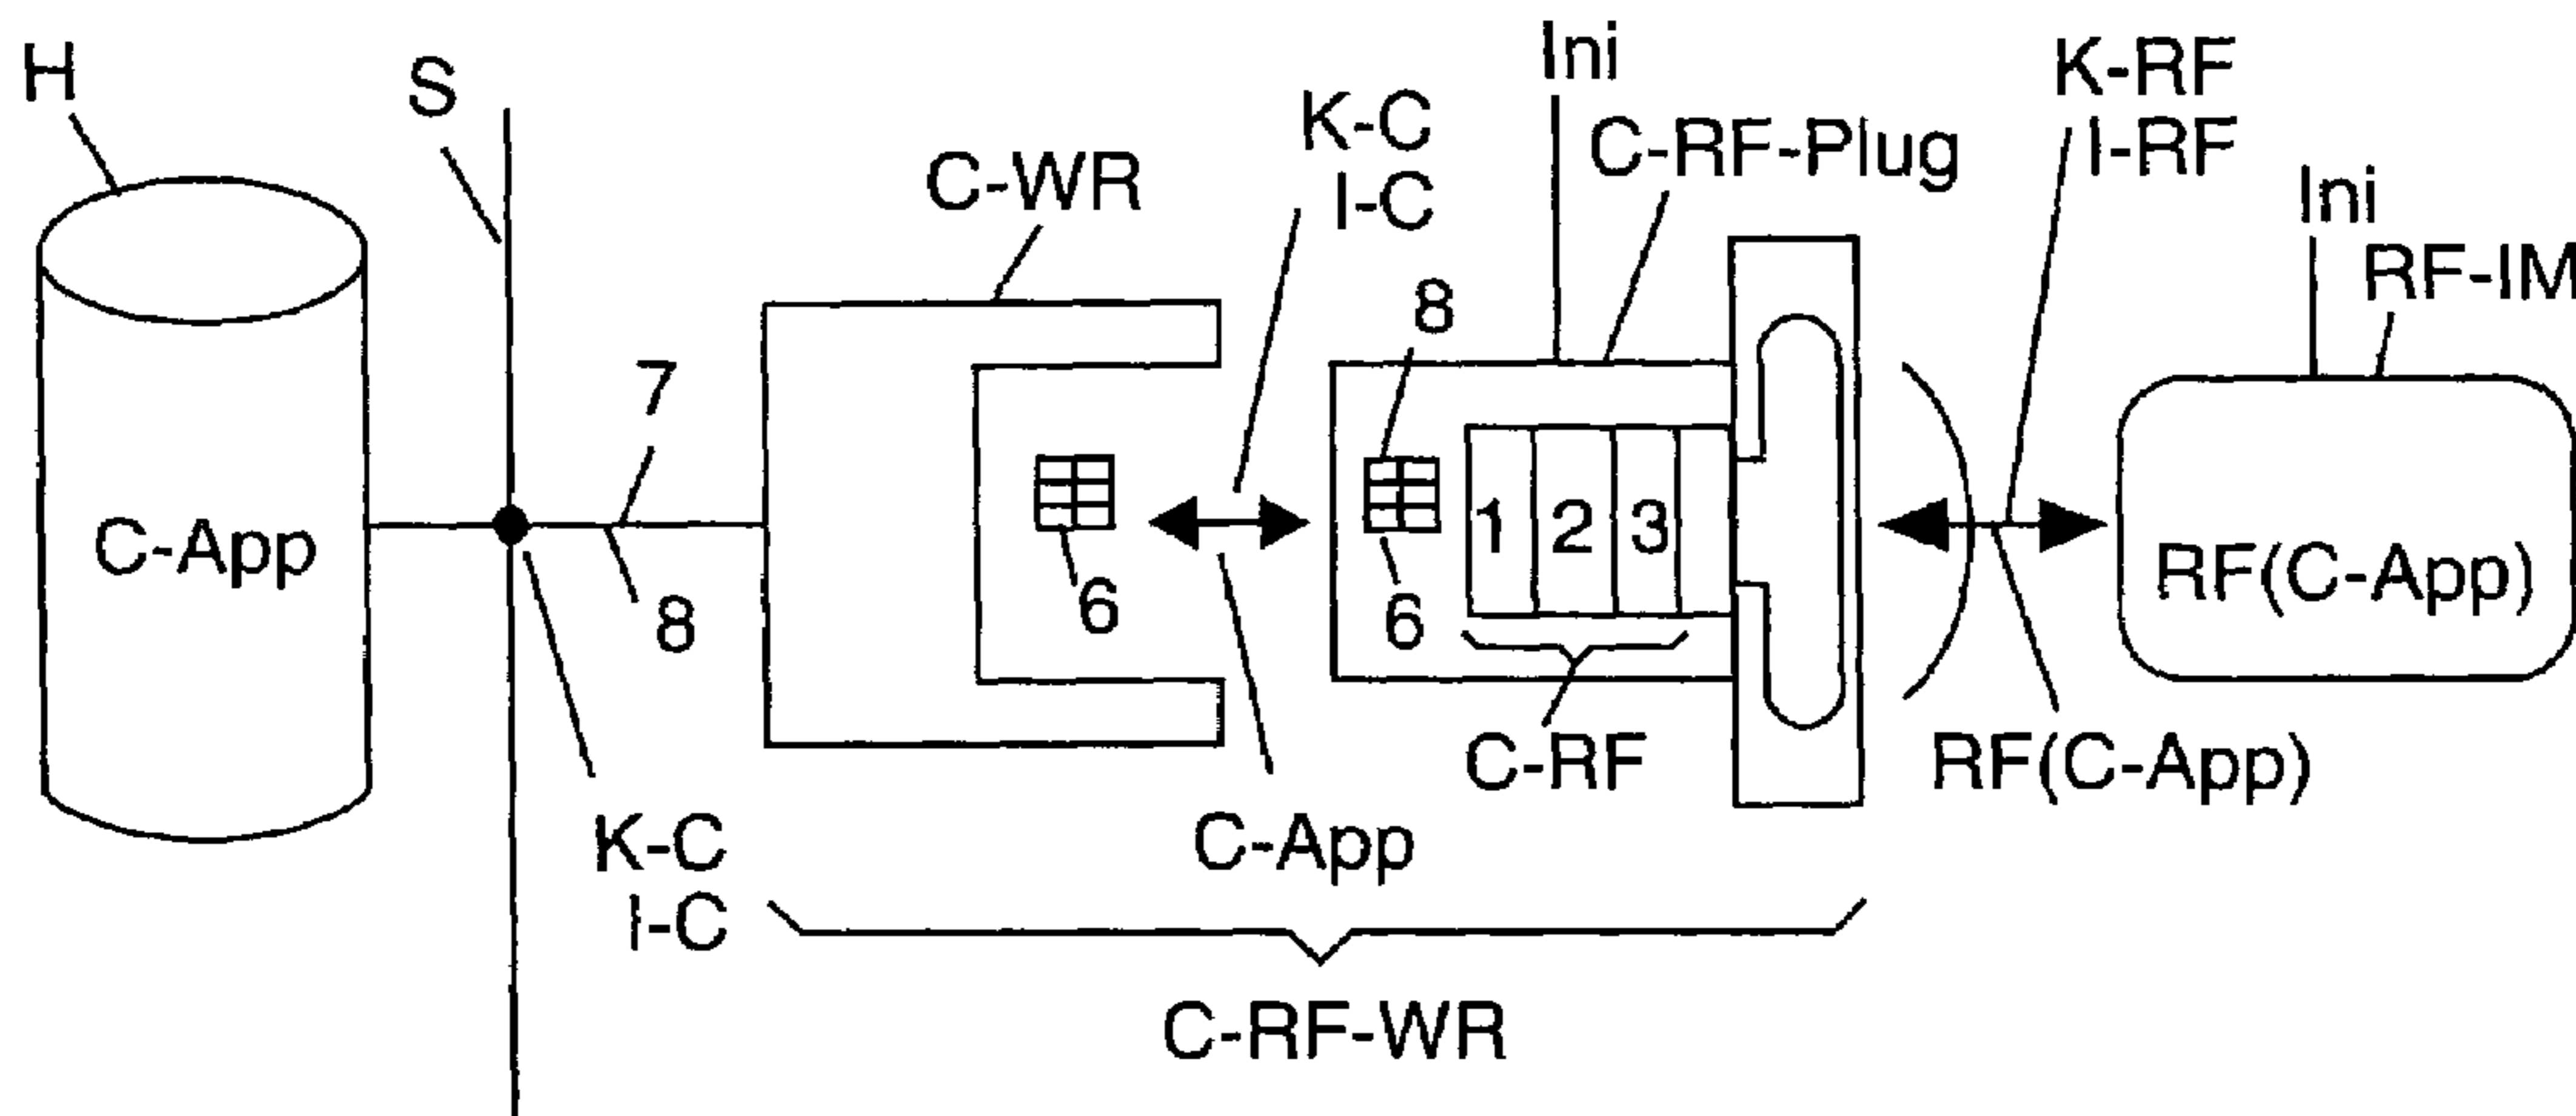 H
S
C-WR
K-C
I-C
Ini
C-RF-Plug
K-RF
I-RF
Ini
RF-IM
8
7
C-App
8
6
6
1
2
3
RF(C-App)
K-C
I-C
C-App
C-RF
RF(C-App)
C-RF-WR